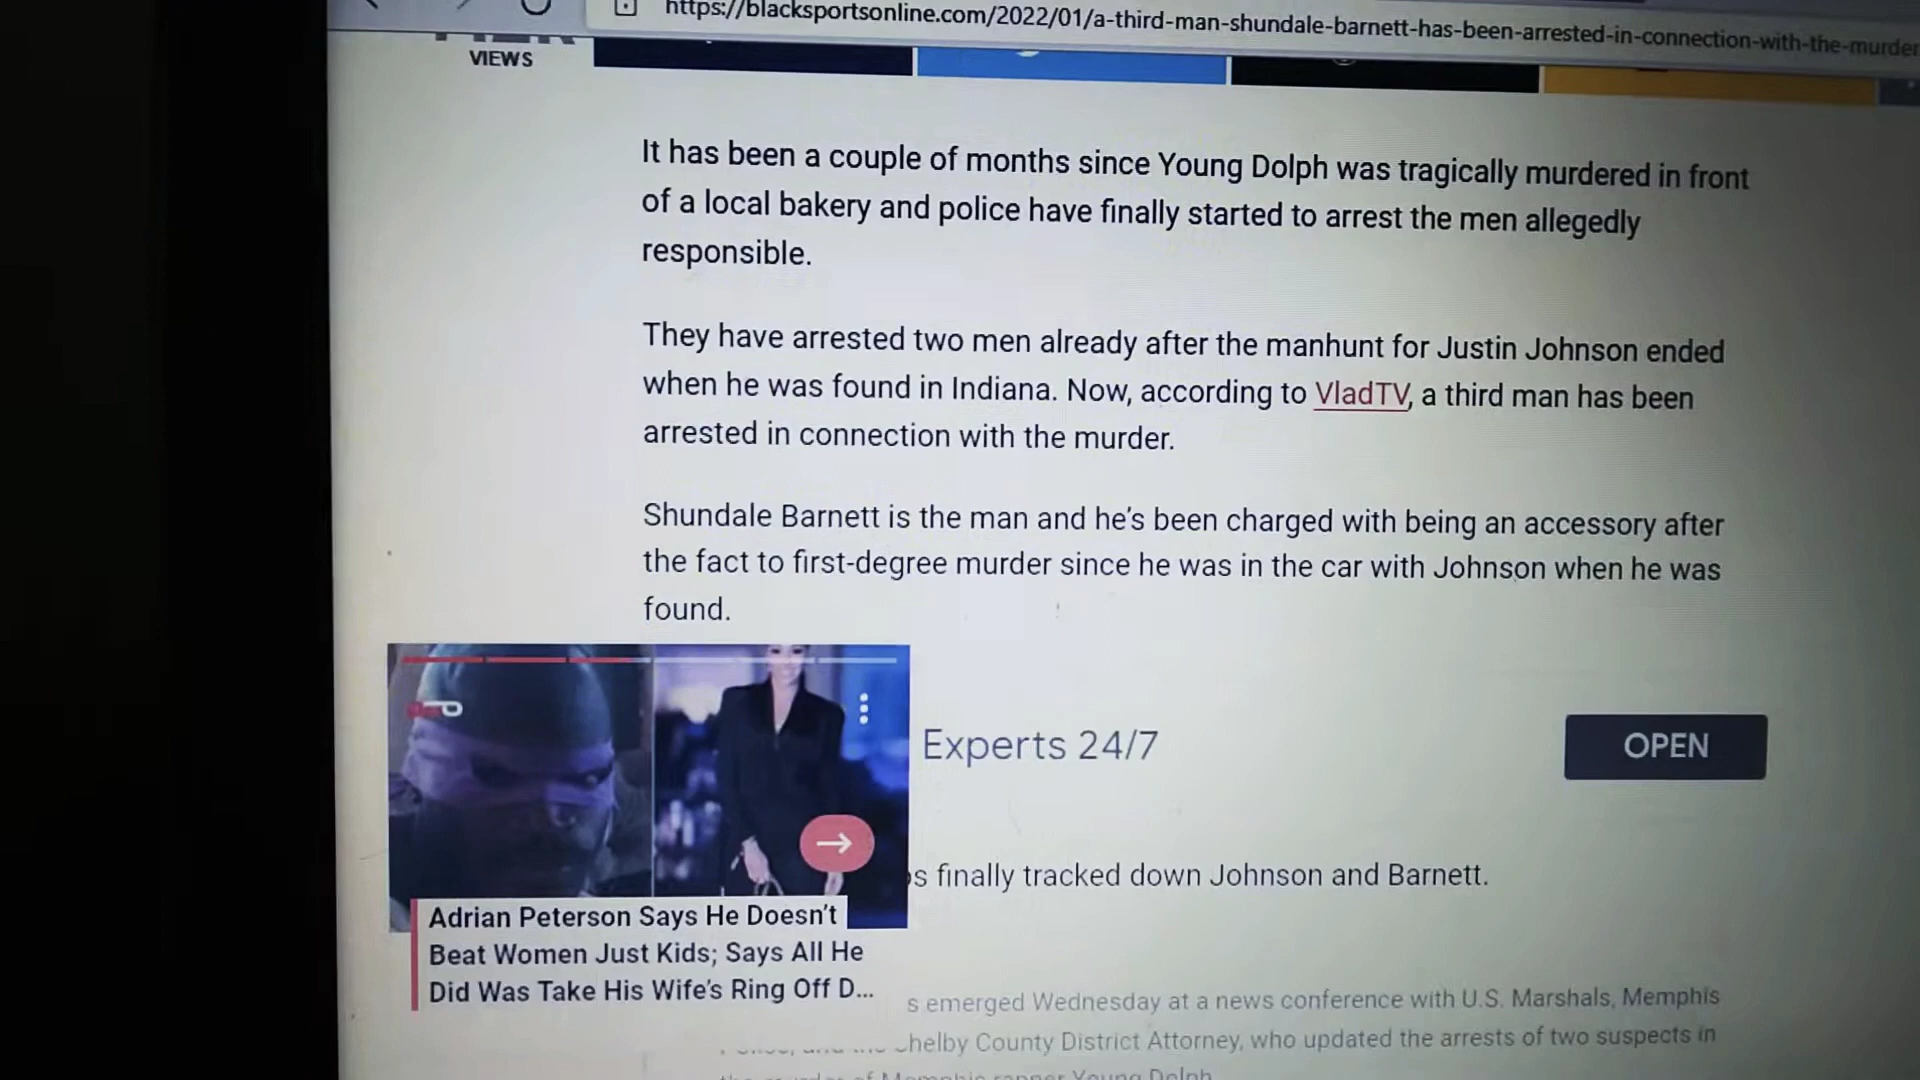 https://blacksportsonline.com/2022/01/a-third-man-shundale-barnett-has-been-arrested-in-connection-with-the-murder
VIEWS
It has been a couple of months since Young Dolph was tragically murdered in front
of a local bakery and police have finally started to arrest the men allegedly
responsible.
They have arrested two men already after the manhunt for Justin Johnson ended
when he was found in Indiana. Now, according to VladTV, a third man has been
arrested in connection with the murder.
Shundale Barnett is the man and he's been charged with being an accessory after
the fact to first-degree murder since he was in the car with Johnson when he was
found.
Experts 24/7
OPEN
finally tracked down Johnson and Barnett.
Adrian Peterson Says He Doesn't
Beat Women Just Kids; Says All He
Did Was Take His Wife's Ring Off D...
s emerged Wednesday at a news conference with U.S. Marshals, Memphis
Shelby County District Attorney, who updated the arrests of two suspects in
Memphis rapper Young Dolph